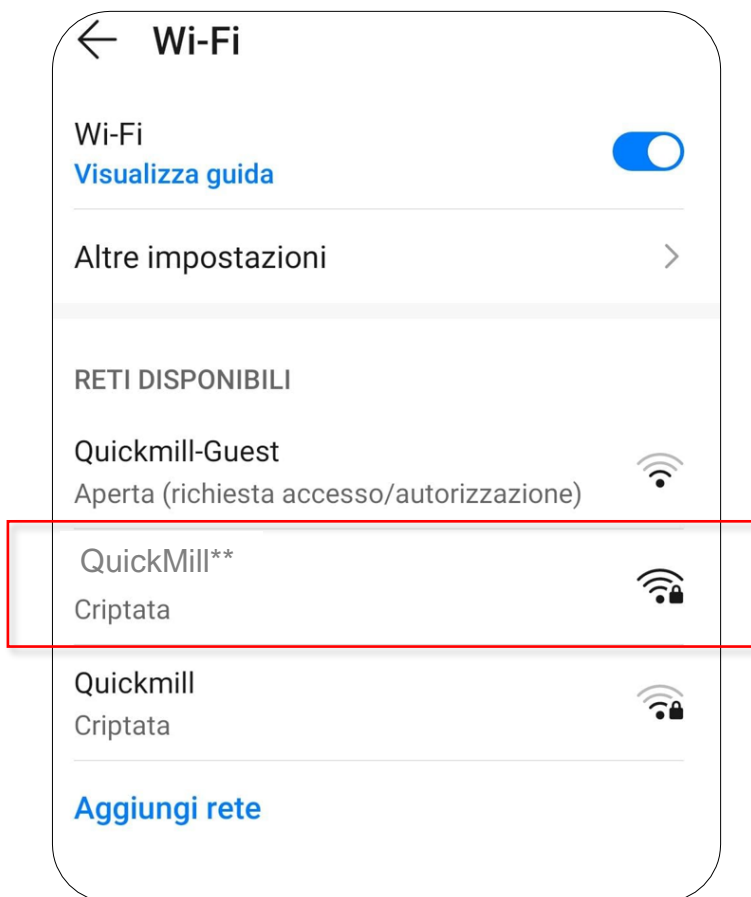 Wi-Fi
Wi-Fi
Visualizza guida
Altre impostazioni
RETI DISPONIBILI
Quickmill-Guest
Aperta (richiesta accesso/autorizzazione)
QuickMill**
Criptata
Quickmill
Criptata
Aggiungi rete